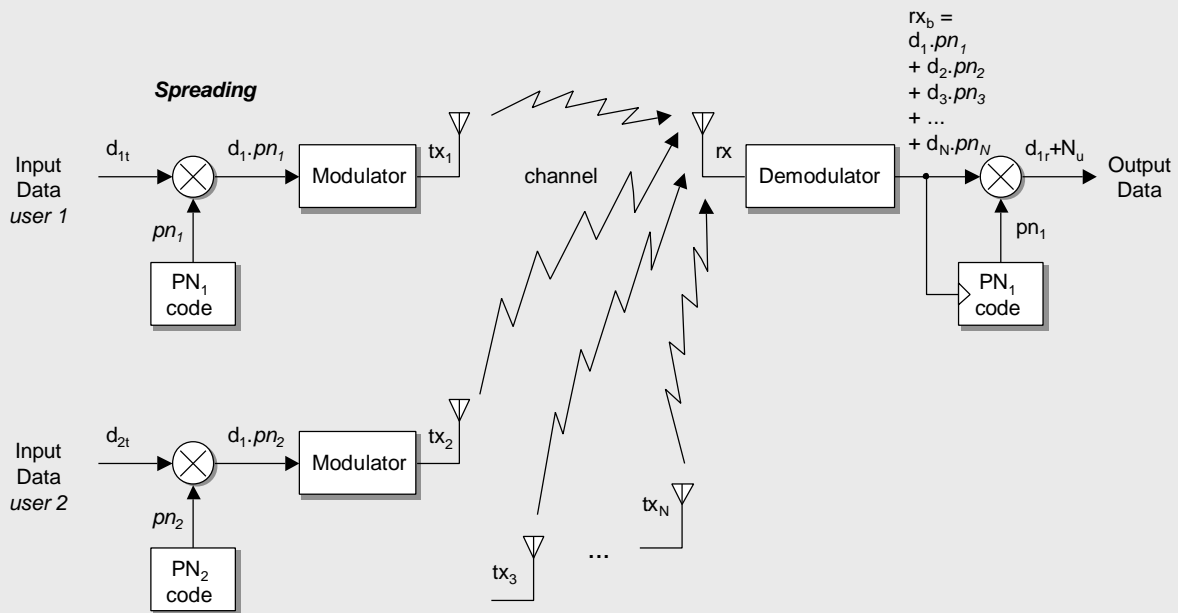 rx_b =
d_1.pn_1
+ d_2.pn_2
+ d_3.pn_3
+ ...
+ d_N.pn_N
Spreading
Input
Data
user 1
d_1t
d_1.pn_1
Modulator
tx_1
channel
rx
Demodulator
d_1r+N_u
Output
Data
pn_1
PN_1
code
pn_1
PN_1
code
Input
Data
user 2
d_2t
d_1.pn_2
Modulator
tx_2
pn_2
PN_2
code
tx_3
...
tx_N